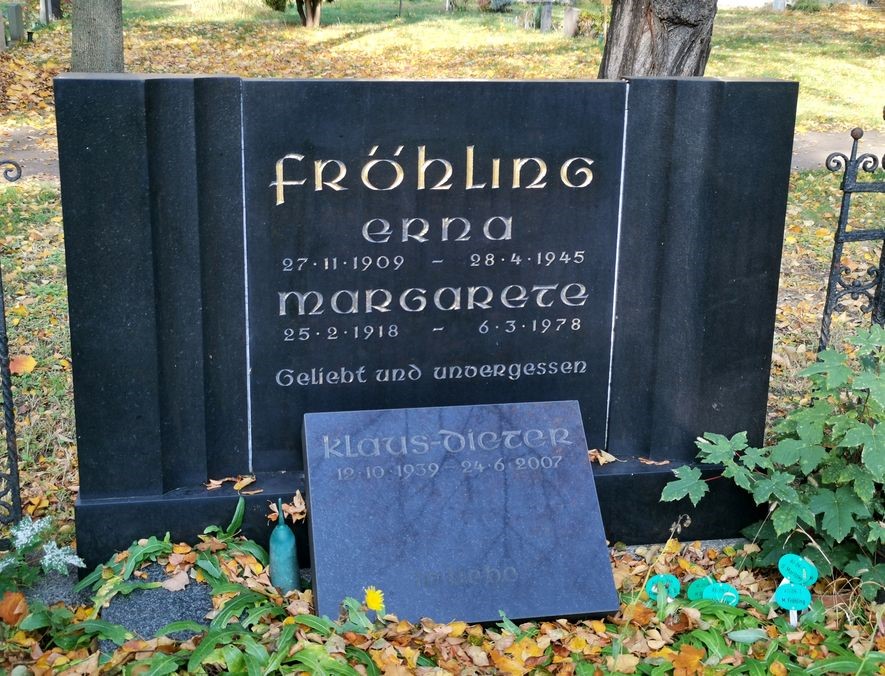 Fröhling
Erna
27·11·1909 – 28·4·1945
Margarete
25·2·1918 – 6·3·1978
Geliebt und unvergessen
Klaus-Dieter
12·10·1939 – 24·6·2007